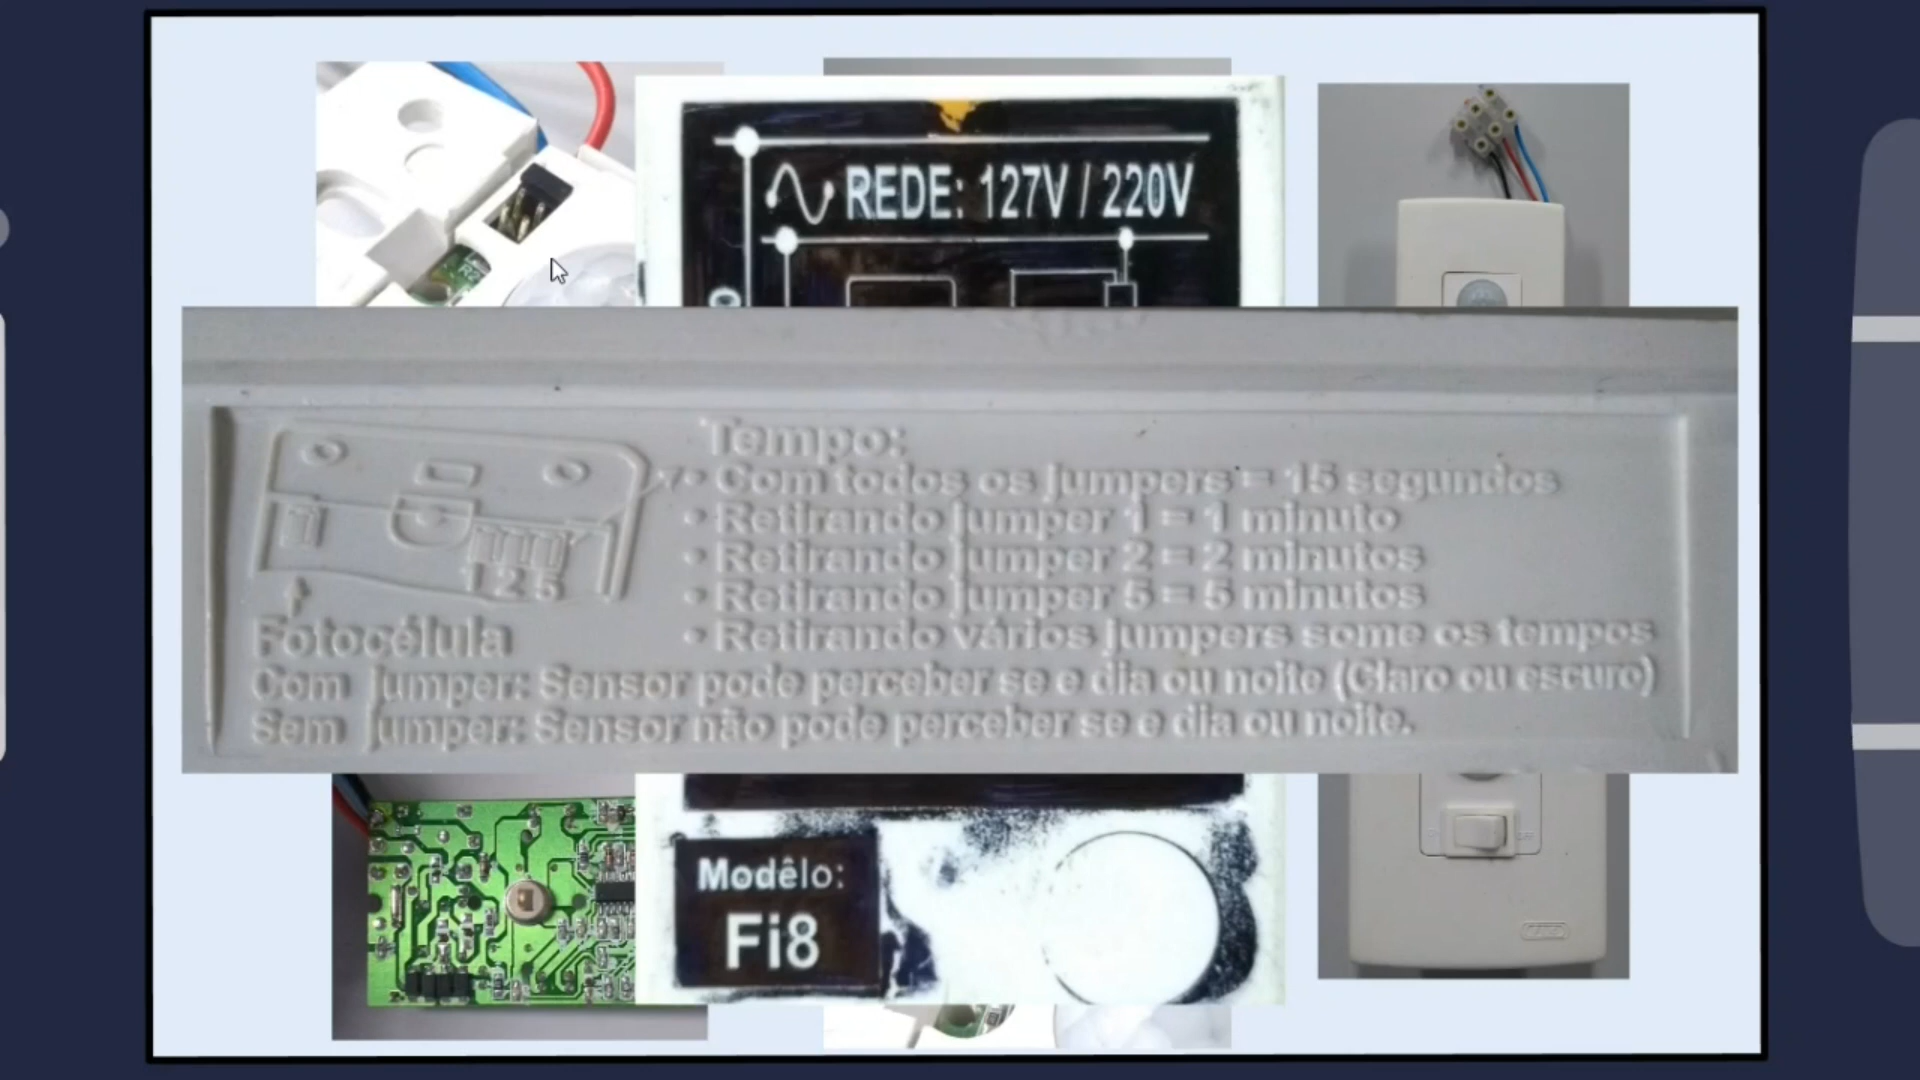 REDE: 127V / 220V
Tempo:
• Com todos os jumpers = 15 segundos
• Retirando jumper 1 = 1 minuto
• Retirando jumper 2 = 2 minutos
• Retirando jumper 5 = 5 minutos
• Retirando vários jumpers some os tempos
1 2 5
Fotocélula
Com jumper: Sensor pode perceber se e dia ou noite (Claro ou escuro)
Sem jumper: Sensor não pode perceber se e dia ou noite.
Modêlo:
Fi8